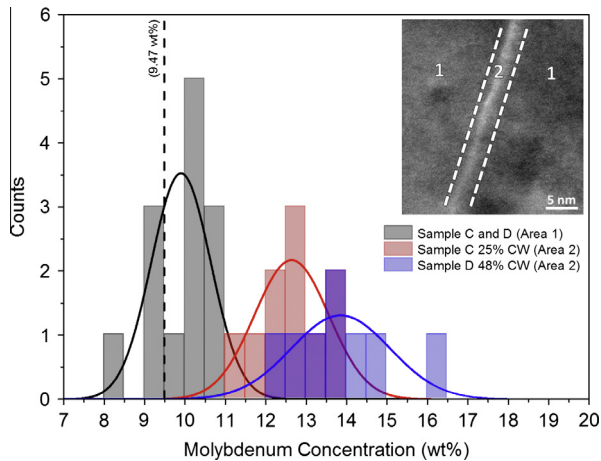 6
5
4
3
2
1
0
Counts
(9.47 wt%)
1
2
1
5 nm
Sample C and D (Area 1)
Sample C 25% CW (Area 2)
Sample D 48% CW (Area 2)
7 8 9 10 11 12 13 14 15 16 17 18 19 20
Molybdenum Concentration (wt%)